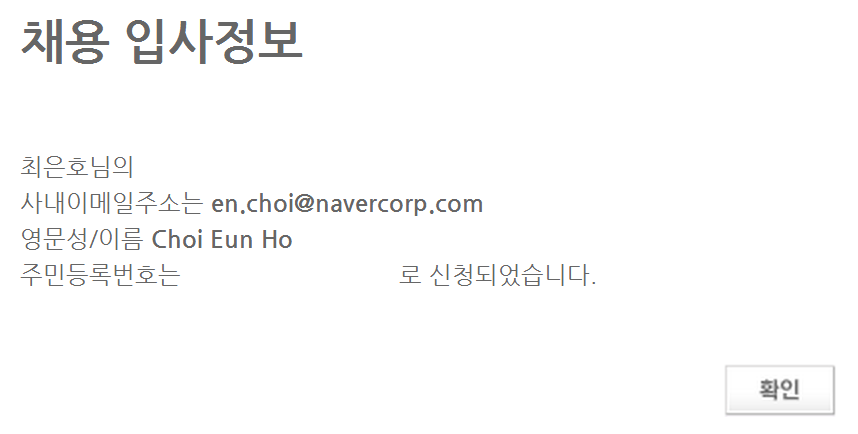 채용 입사정보
최은호님의
사내이메일주소는 en.choi@navercorp.com
영문성/이름 Choi Eun Ho
주민등록번호는 로 신청되었습니다.
확인